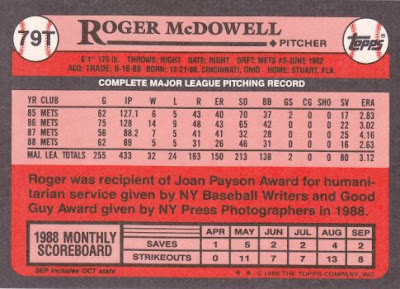 79T
ROGER McDOWELL
PITCHER
TOPPS
6'1" 175 lb. THROWS: RIGHT BATS: RIGHT DRAFT: METS #3-JUNE 1982
ACQ: TRADE, 6-18-89 BORN: 12-21-60, CINCINNATI, OHIO HOME: STUART, FLA.
COMPLETE MAJOR LEAGUE PITCHING RECORD
YR CLUB G IP W L R ER SO BB GS CG SHO SV ERA
85 METS 62 127.1 6 5 43 40 70 37 2 0 0 17 2.83
86 METS 75 128 14 9 48 43 65 42 0 0 0 22 3.02
87 METS 56 88.2 7 5 41 41 32 28 0 0 0 25 4.16
88 METS 62 89 5 5 31 26 46 31 0 0 0 16 2.63
MAJ. LEA. TOTALS 255 433 32 24 163 150 213 138 2 0 0 80 3.12
Roger was recipient of Joan Payson Award for humani-
tarian service given by NY Baseball Writers and Good
Guy Award given by NY Press Photographers in 1988.
1988 MONTHLY SCOREBOARD
APR MAY JUN JUL AUG SEP
SAVES 1 5 2 2 4 2
STRIKEOUTS 0 11 7 7 13 8
SEP includes OCT stats
* © 1989 THE TOPPS COMPANY, INC.